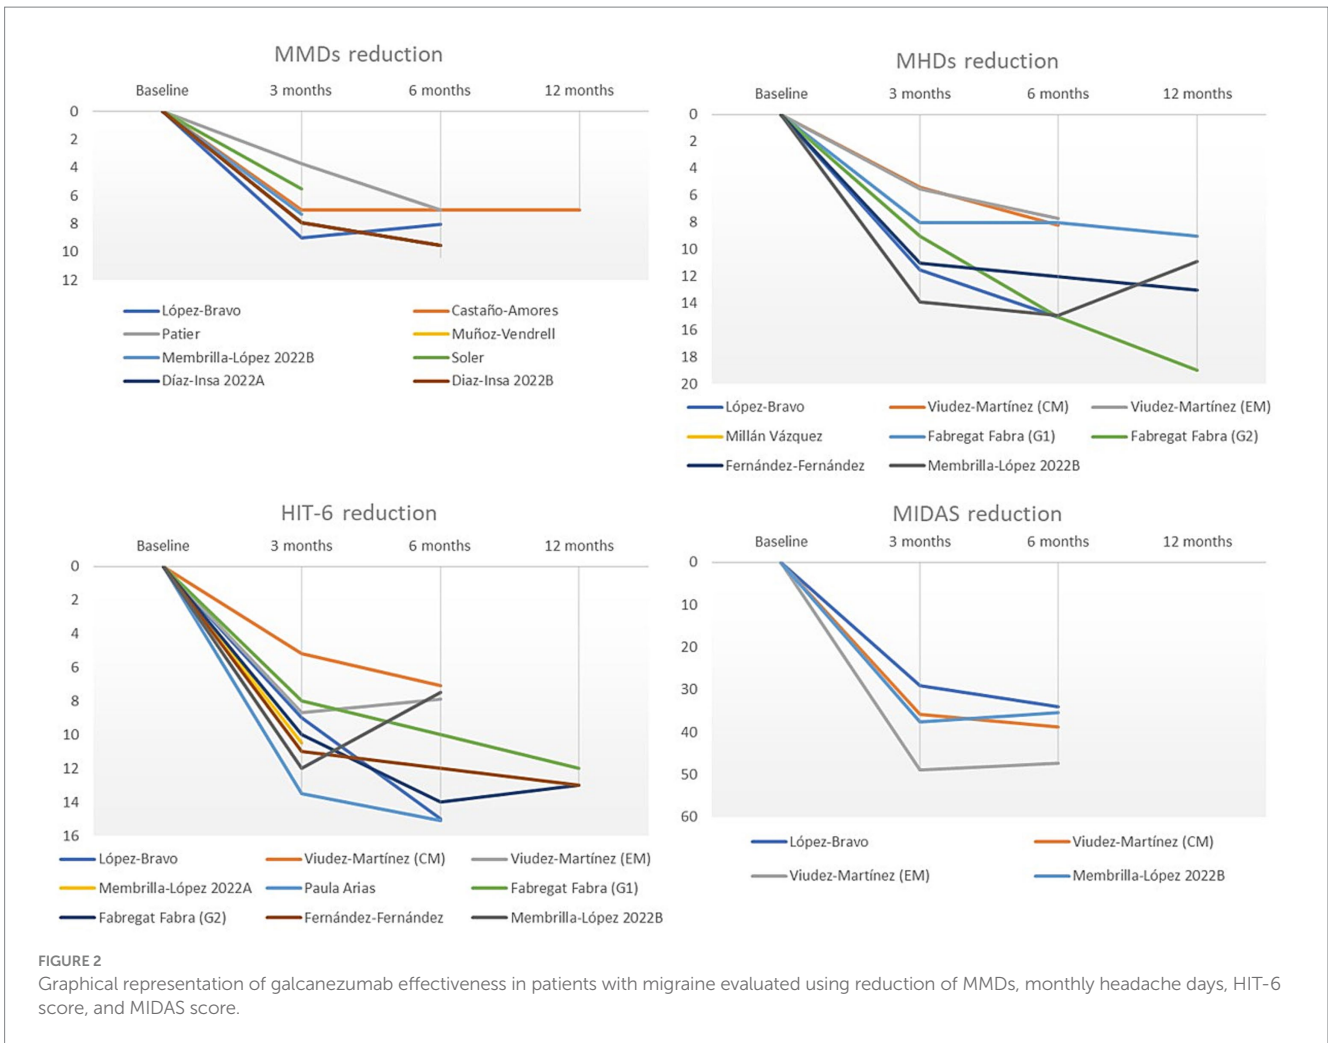 MMDs reduction
Baseline 3 months 6 months 12 months
0
2
4
6
8
10
12
López-Bravo Castaño-Amores
Patier Muñoz-Vendrell
Membrilla-López 2022B Soler
Díaz-Insa 2022A Diaz-Insa 2022B
MHDs reduction
Baseline 3 months 6 months 12 months
0
2
4
6
8
10
12
14
16
18
20
López-Bravo Viudez-Martínez (CM) Viudez-Martínez (EM)
Millán Vázquez Fabregat Fabra (G1) Fabregat Fabra (G2)
Fernández-Fernández Membrilla-López 2022B
HIT-6 reduction
Baseline 3 months 6 months 12 months
0
2
4
6
8
10
12
14
16
López-Bravo Viudez-Martínez (CM) Viudez-Martínez (EM)
Membrilla-López 2022A Paula Arias Fabregat Fabra (G1)
Fabregat Fabra (G2) Fernández-Fernández Membrilla-López 2022B
MIDAS reduction
Baseline 3 months 6 months 12 months
0
10
20
30
40
50
60
López-Bravo Viudez-Martínez (CM)
Viudez-Martínez (EM) Membrilla-López 2022B
FIGURE 2
Graphical representation of galcanezumab effectiveness in patients with migraine evaluated using reduction of MMDs, monthly headache days, HIT-6
score, and MIDAS score.